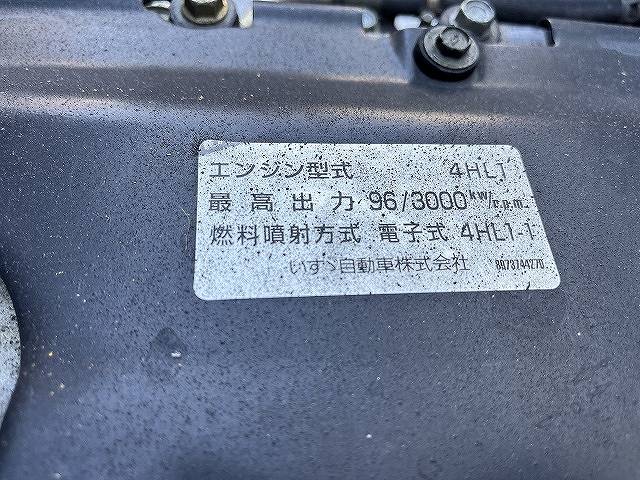 エンジン型式 4HL1
最高出力 96/3000 kW/r.p.m.
燃料噴射方式 電子式 4HL1-1
いすゞ自動車株式会社 8973744270